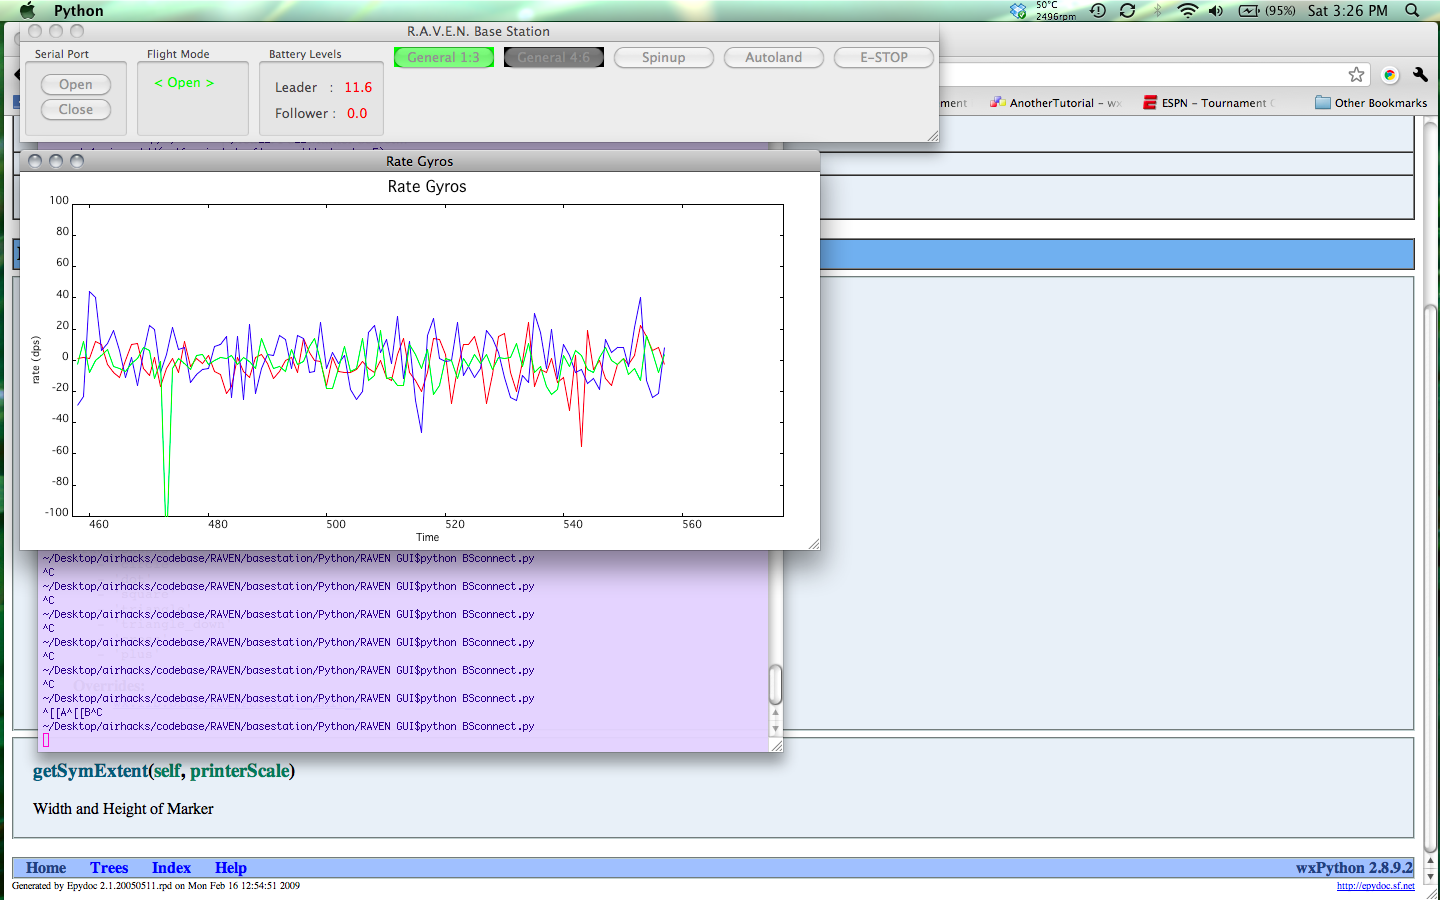 Python
50°C
2496rpm
(95%)
Sat 3:26 PM
R.A.V.E.N. Base Station
Serial Port
Flight Mode
Battery Levels
General 1:3
General 4:6
Spinup
Autoland
E-STOP
Open
Close
< Open >
Leader : 11.6
Follower : 0.0
ment
AnotherTutorial - wx
ESPN - Tournament C
Other Bookmarks
Rate Gyros
Rate Gyros
100
80
60
40
20
0
-20
-40
-60
-80
-100
rate (dps)
460 480 500 520 540 560
Time
~/Desktop/airhacks/codebase/RAVEN/basestation/Python/RAVEN GUI$python BSconnect.py
^C
~/Desktop/airhacks/codebase/RAVEN/basestation/Python/RAVEN GUI$python BSconnect.py
^C
~/Desktop/airhacks/codebase/RAVEN/basestation/Python/RAVEN GUI$python BSconnect.py
^C
~/Desktop/airhacks/codebase/RAVEN/basestation/Python/RAVEN GUI$python BSconnect.py
^C
~/Desktop/airhacks/codebase/RAVEN/basestation/Python/RAVEN GUI$python BSconnect.py
^C
~/Desktop/airhacks/codebase/RAVEN/basestation/Python/RAVEN GUI$python BSconnect.py
^[[A^[[B^C
~/Desktop/airhacks/codebase/RAVEN/basestation/Python/RAVEN GUI$python BSconnect.py
getSymExtent(self, printerScale)
Width and Height of Marker
Home Trees Index Help
wxPython 2.8.9.2
Generated by Epydoc 2.1.20050511.rpd on Mon Feb 16 12:54:51 2009
http://epydoc.sf.net